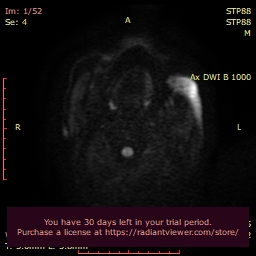 Im: 1/52
Se: 4
A
STP88
STP88
M
Ax DWI B 1000
R
L
You have 30 days left in your trial period.
Purchase a license at https://radiantviewer.com/store/